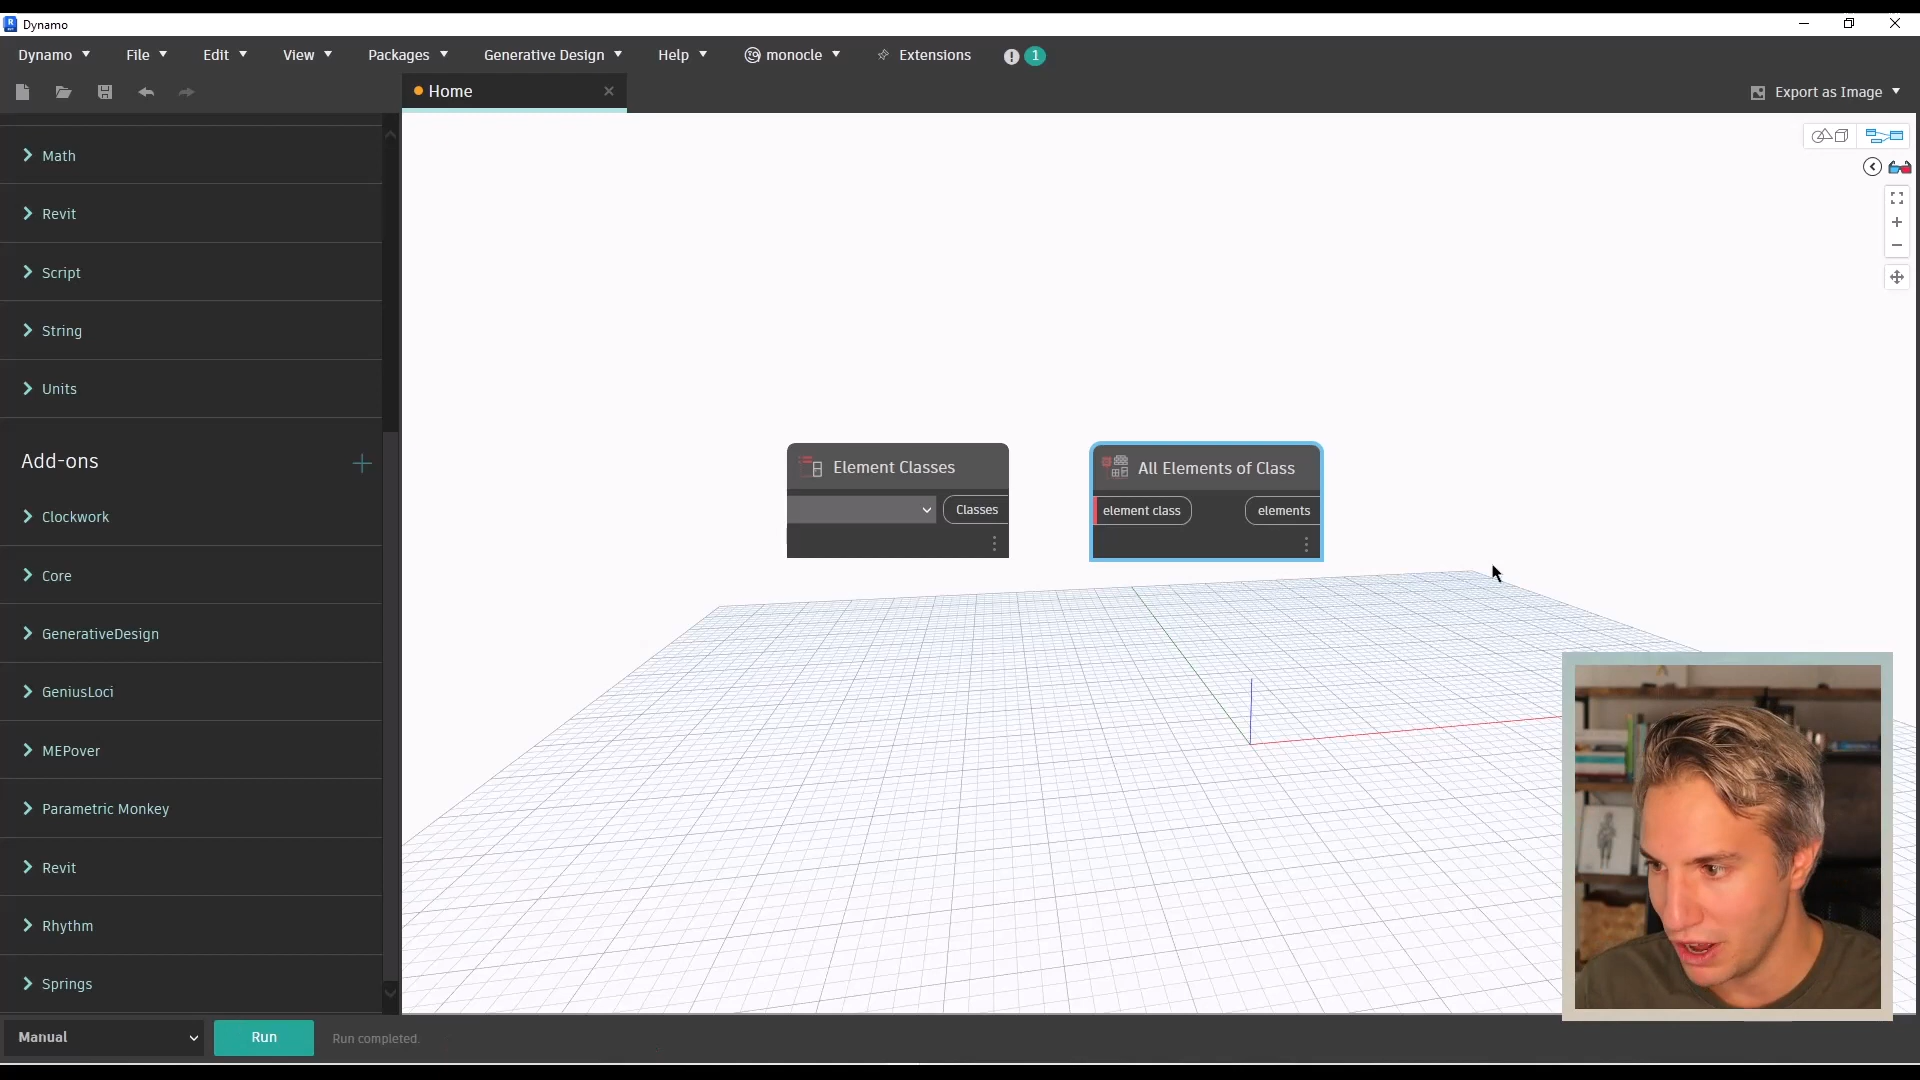 Dynamo
Dynamo File Edit View Packages Generative Design Help monocle Extensions 1
Home
Export as Image
Math
Revit
Script
String
Units
Add-ons
Clockwork
Core
GenerativeDesign
GeniusLoci
MEPover
Parametric Monkey
Revit
Rhythm
Springs
Element Classes
Classes
All Elements of Class
element class elements
Manual Run Run completed.